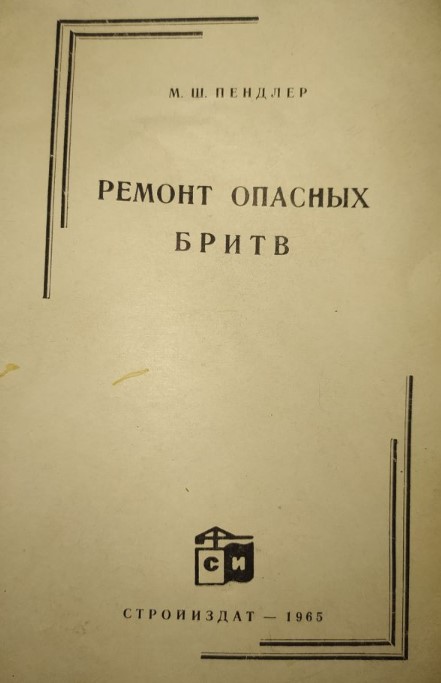 М. Ш. ПЕНДЛЕР
РЕМОНТ ОПАСНЫХ
БРИТВ
СИ
СТРОЙИЗДАТ — 1965